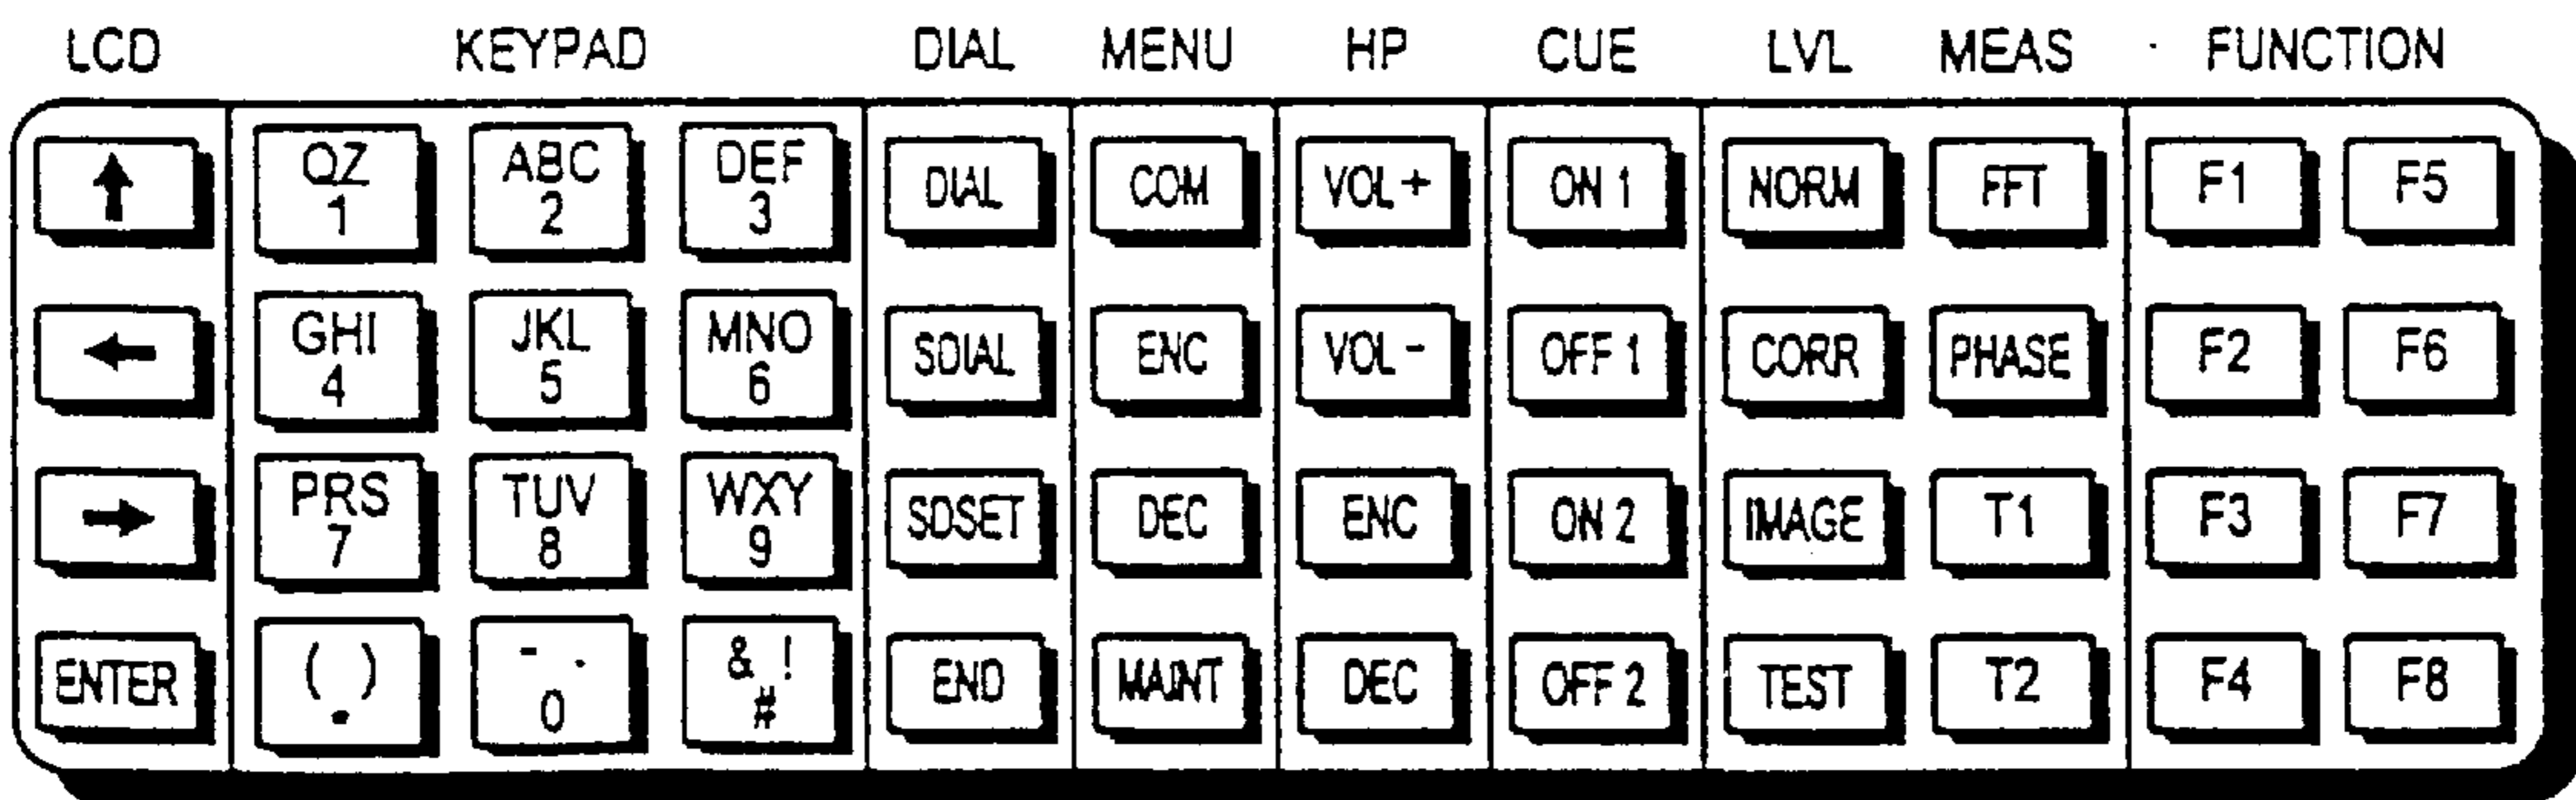 LCD KEYPAD DIAL MENU HP CUE LVL MEAS FUNCTION
QZ ABC DEF
1 2 3
DIAL COM VOL + ON 1 NORM FFT F1 F5
GHI JKL MNO
4 5 6
SDIAL ENC VOL - OFF 1 CORR PHASE F2 F6
PRS TUV WXY
7 8 9
SDSET DEC ENC ON 2 IMAGE T1 F3 F7
ENTER
( ) - . & !
. 0 #
END MAINT DEC OFF 2 TEST T2 F4 F8